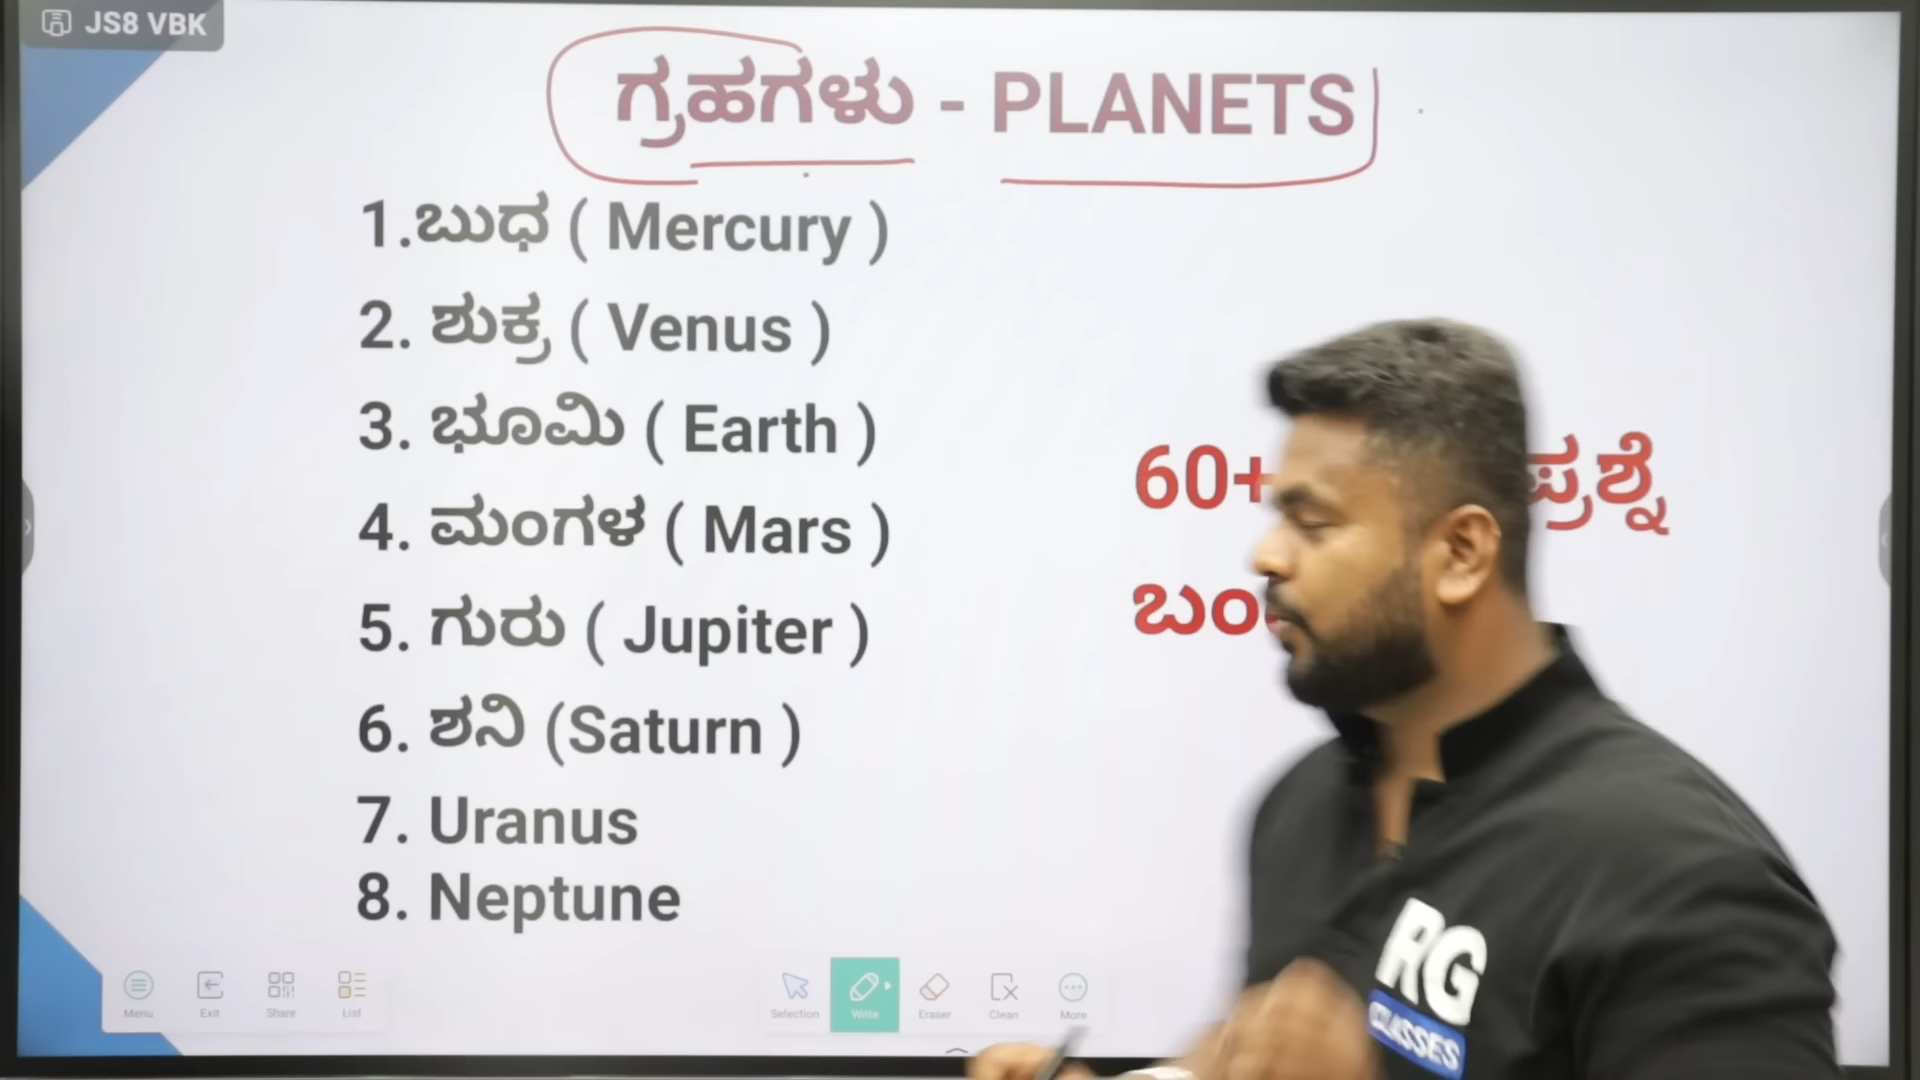 JS8 VBK
ಗ್ರಹಗಳು - PLANETS
1.ಬುಧ ( Mercury )
2. ಶುಕ್ರ ( Venus )
3. ಭೂಮಿ ( Earth )
4. ಮಂಗಳ ( Mars )
5. ಗುರು ( Jupiter )
6. ಶನಿ (Saturn )
7. Uranus
8. Neptune
60+ ಪ್ರಶ್ನೆ
Menu Exit Share List
Selection Write Eraser Clean More
RG
CLASSES